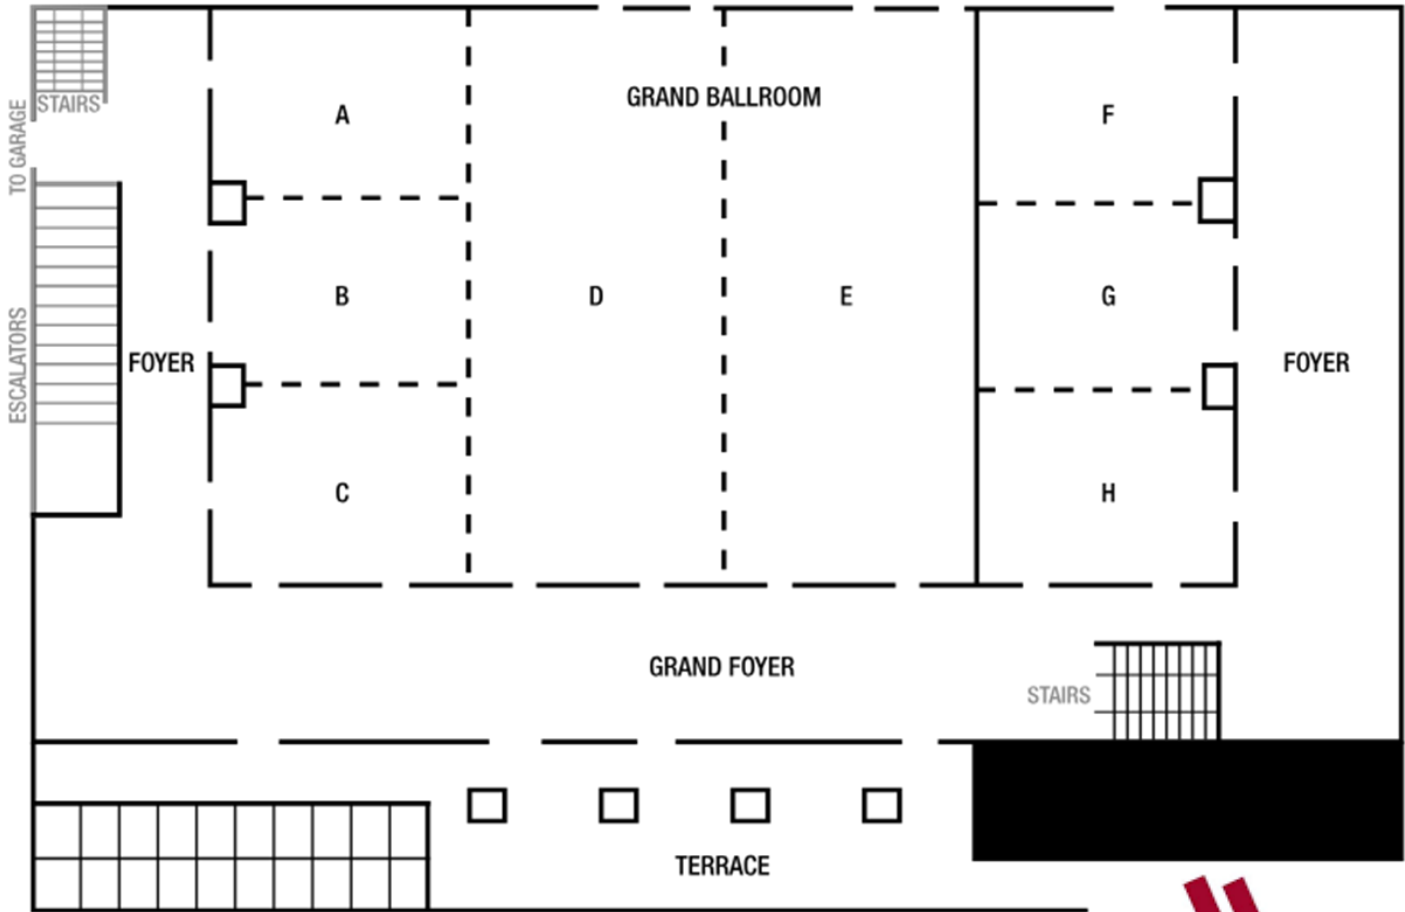 STAIRS
TO GARAGE
A
GRAND BALLROOM
F
B
D
E
G
ESCALATORS
FOYER
FOYER
C
H
GRAND FOYER
STAIRS
TERRACE